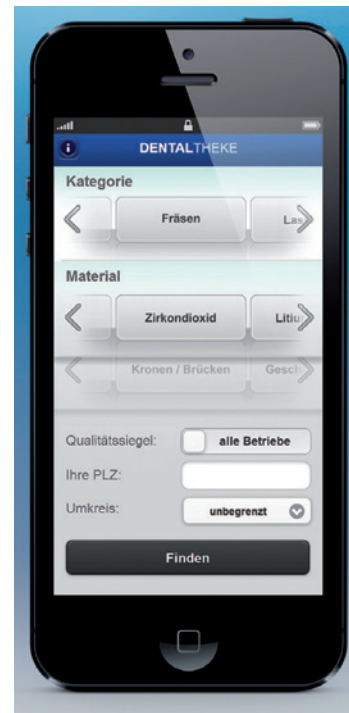 DENTALTHEKE
Kategorie
Fräsen
Material
Zirkondioxid
Kronen / Brücken
Qualitätssiegel: alle Betriebe
Ihre PLZ:
Umkreis: unbegrenzt
Finden